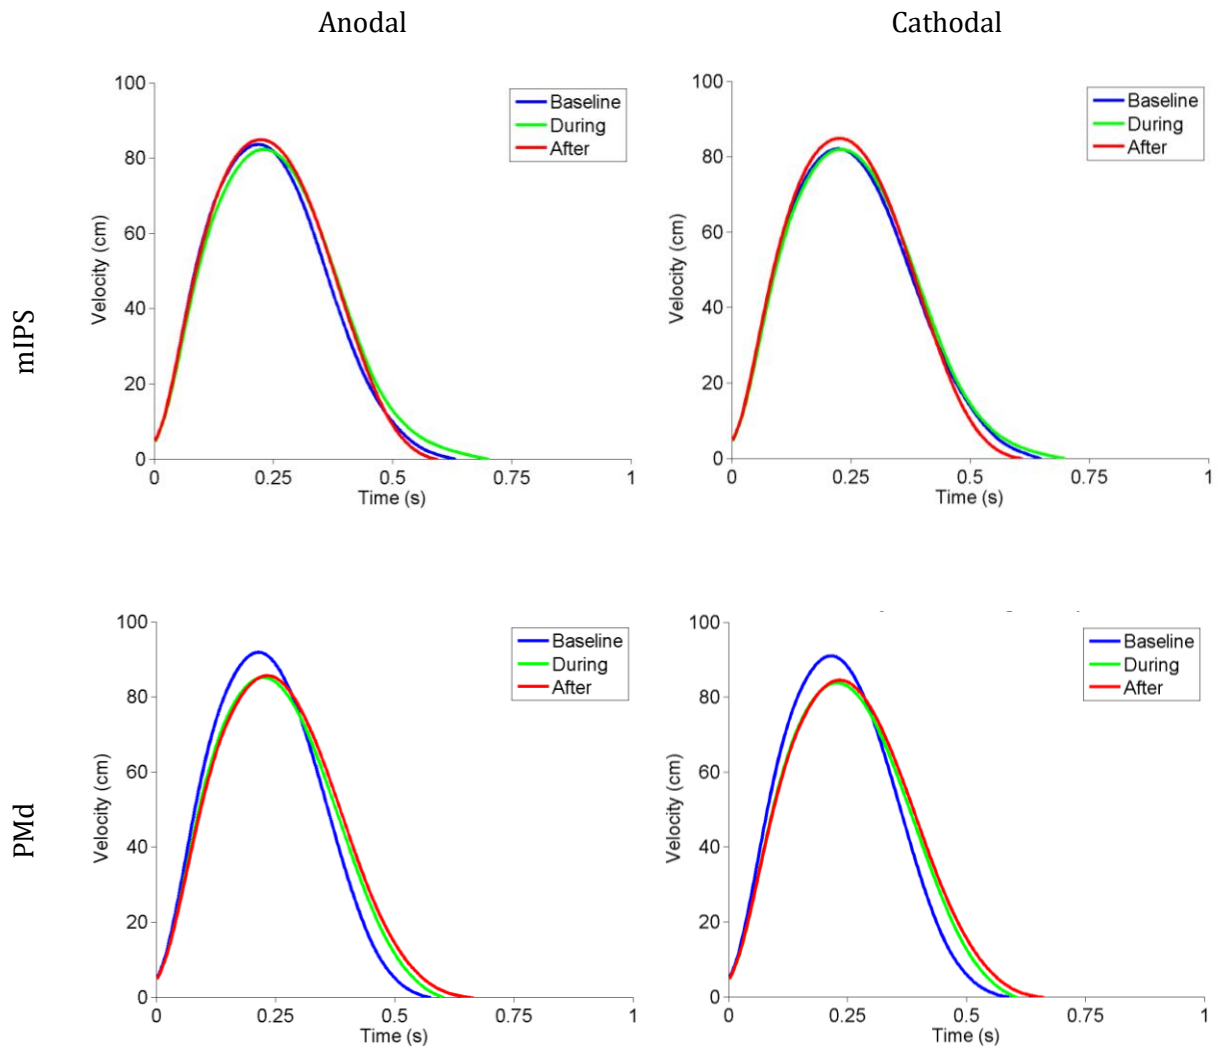 Anodal
Cathodal
mIPS
100
80
60
40
20
0
Velocity (cm)
0
0.25
0.5
0.75
1
Time (s)
Baseline
During
After
100
80
60
40
20
0
Velocity (cm)
0
0.25
0.5
0.75
1
Time (s)
Baseline
During
After
PMd
100
80
60
40
20
0
Velocity (cm)
0
0.25
0.5
0.75
1
Time (s)
Baseline
During
After
100
80
60
40
20
0
Velocity (cm)
0
0.25
0.5
0.75
1
Time (s)
Baseline
During
After